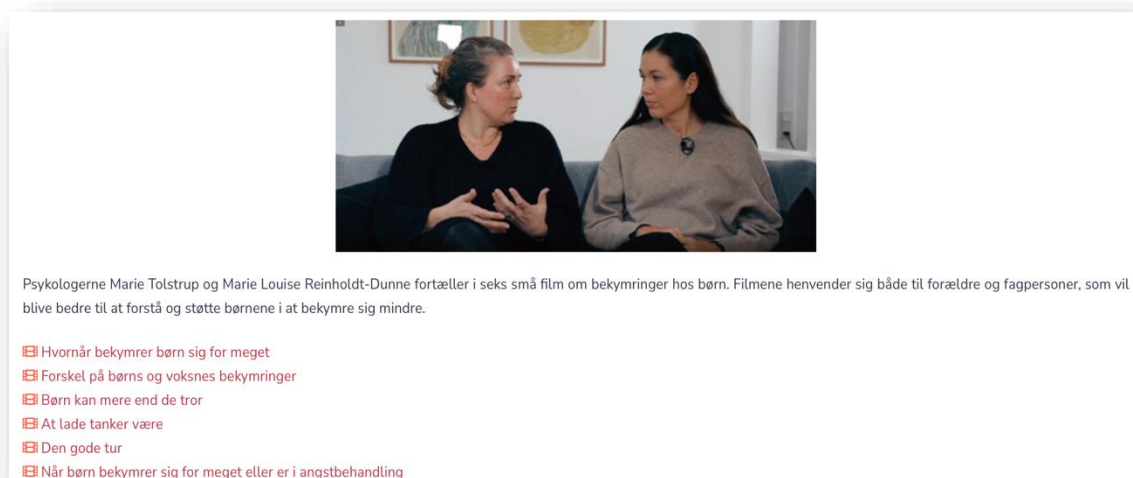 Psykologerne Marie Tolstrup og Marie Louise Reinholdt-Dunne fortæller i seks små film om bekymringer hos børn. Filmene henvender sig både til forældre og fagpersoner, som vil
blive bedre til at forstå og støtte børnene i at bekymre sig mindre.
Hvornår bekymrer børn sig for meget
Forskel på børns og voksnes bekymringer
Børn kan mere end de tror
At lade tanker være
Den gode tur
Når børn bekymrer sig for meget eller er i angstbehandling